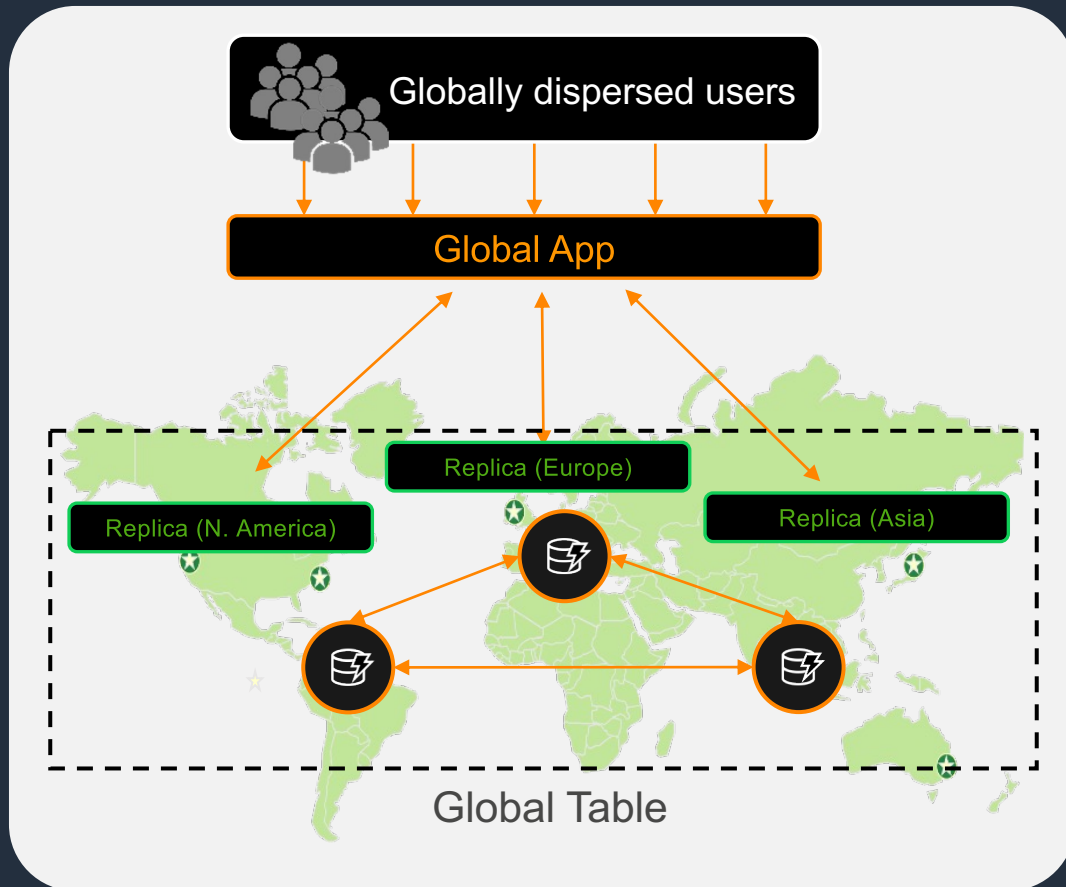 Globally dispersed users
Global App
Replica (Europe)
Replica (N. America)
Replica (Asia)
Global Table